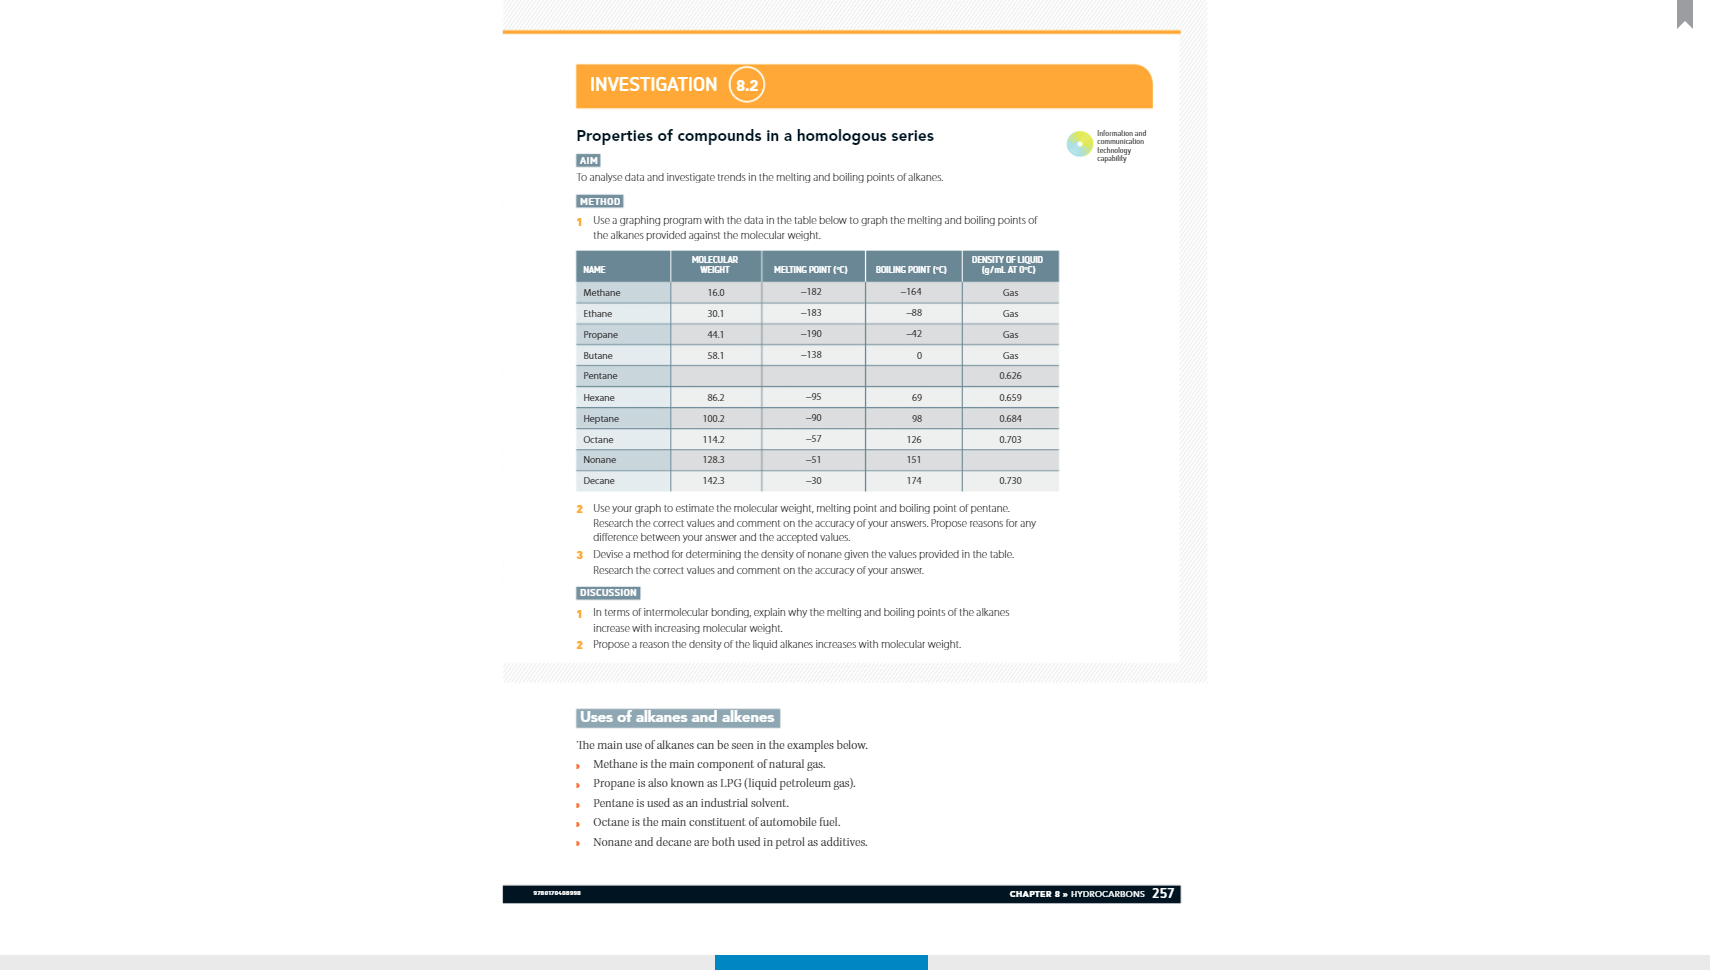 INVESTIGATION 8.2
Properties of compounds in a homologous series
Information and
communication
technology
capability
AIM
To analyse data and investigate trends in the melting and boiling points of alkanes.
METHOD
1 Use a graphing program with the data in the table below to graph the melting and boiling points of
the alkanes provided against the molecular weight.
NAME MOLECULAR WEIGHT MELTING POINT (°C) BOILING POINT (°C) DENSITY OF LIQUID (g/mL AT 0°C)
Methane 16.0 –182 –164 Gas
Ethane 30.1 –183 –88 Gas
Propane 44.1 –190 –42 Gas
Butane 58.1 –138 0 Gas
Pentane 0.626
Hexane 86.2 –95 69 0.659
Heptane 100.2 –90 98 0.684
Octane 114.2 –57 126 0.703
Nonane 128.3 –51 151
Decane 142.3 –30 174 0.730
2 Use your graph to estimate the molecular weight, melting point and boiling point of pentane.
Research the correct values and comment on the accuracy of your answers. Propose reasons for any
difference between your answer and the accepted values.
3 Devise a method for determining the density of nonane given the values provided in the table.
Research the correct values and comment on the accuracy of your answer.
DISCUSSION
1 In terms of intermolecular bonding, explain why the melting and boiling points of the alkanes
increase with increasing molecular weight.
2 Propose a reason the density of the liquid alkanes increases with molecular weight.
Uses of alkanes and alkenes
The main use of alkanes can be seen in the examples below.
Methane is the main component of natural gas.
Propane is also known as LPG (liquid petroleum gas).
Pentane is used as an industrial solvent.
Octane is the main constituent of automobile fuel.
Nonane and decane are both used in petrol as additives.
9780170408998
CHAPTER 8 » HYDROCARBONS 257